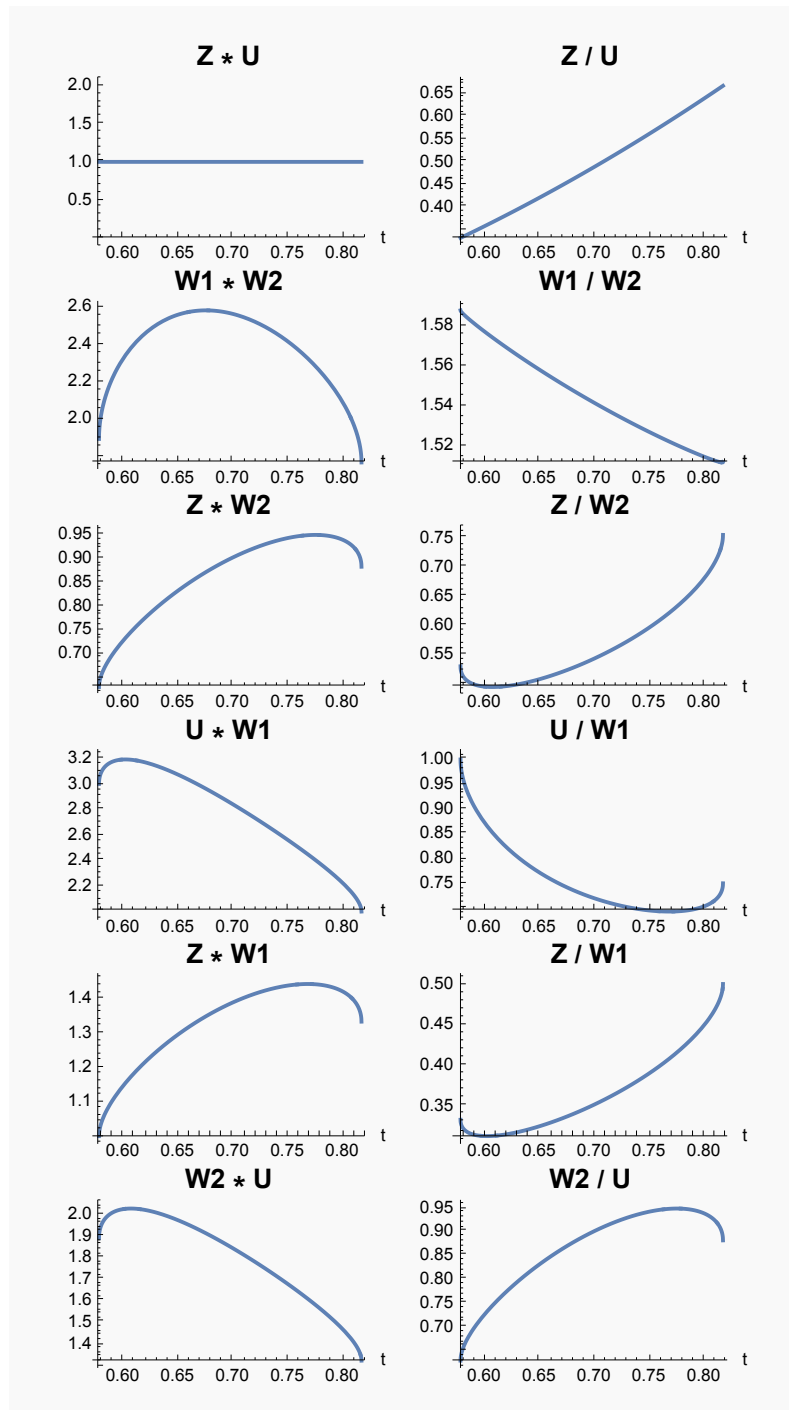 Z * U
2.0
1.5
1.0
0.5
0.60 0.65 0.70 0.75 0.80 t
Z / U
0.65
0.60
0.55
0.50
0.45
0.40
0.60 0.65 0.70 0.75 0.80 t
W1 * W2
2.6
2.4
2.2
2.0
0.60 0.65 0.70 0.75 0.80 t
W1 / W2
1.58
1.56
1.54
1.52
0.60 0.65 0.70 0.75 0.80 t
Z * W2
0.95
0.90
0.85
0.80
0.75
0.70
0.60 0.65 0.70 0.75 0.80 t
Z / W2
0.75
0.70
0.65
0.60
0.55
0.60 0.65 0.70 0.75 0.80 t
U * W1
3.2
3.0
2.8
2.6
2.4
2.2
0.60 0.65 0.70 0.75 0.80 t
U / W1
1.00
0.95
0.90
0.85
0.80
0.75
0.60 0.65 0.70 0.75 0.80 t
Z * W1
1.4
1.3
1.2
1.1
0.60 0.65 0.70 0.75 0.80 t
Z / W1
0.50
0.45
0.40
0.35
0.60 0.65 0.70 0.75 0.80 t
W2 * U
2.0
1.9
1.8
1.7
1.6
1.5
1.4
0.60 0.65 0.70 0.75 0.80 t
W2 / U
0.95
0.90
0.85
0.80
0.75
0.70
0.60 0.65 0.70 0.75 0.80 t